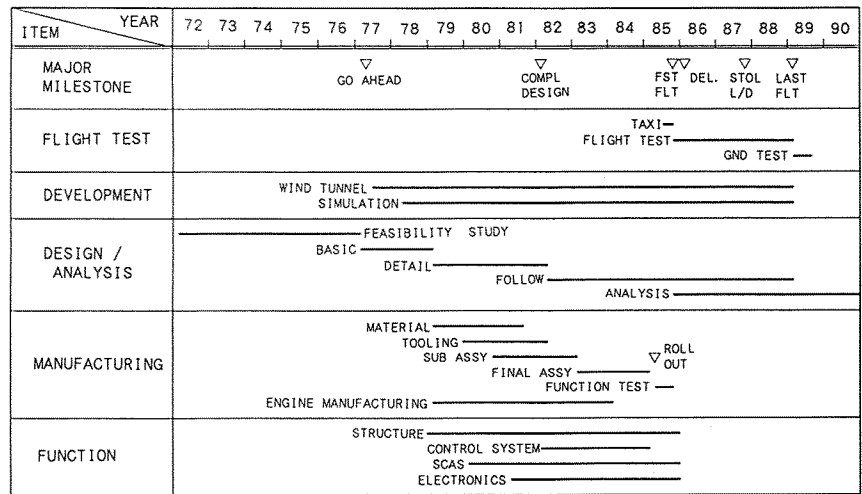 YEAR
ITEM
72 73 74 75 76 77 78 79 80 81 82 83 84 85 86 87 88 89 90
MAJOR
MILESTONE
GO AHEAD
COMPL
DESIGN
FST
FLT
DEL.
STOL
L/D
LAST
FLT
FLIGHT TEST
TAXI
FLIGHT TEST
GND TEST
DEVELOPMENT
WIND TUNNEL
SIMULATION
DESIGN /
ANALYSIS
FEASIBILITY STUDY
BASIC
DETAIL
FOLLOW
ANALYSIS
MANUFACTURING
MATERIAL
TOOLING
SUB ASSY
ROLL
OUT
FINAL ASSY
FUNCTION TEST
ENGINE MANUFACTURING
FUNCTION
STRUCTURE
CONTROL SYSTEM
SCAS
ELECTRONICS